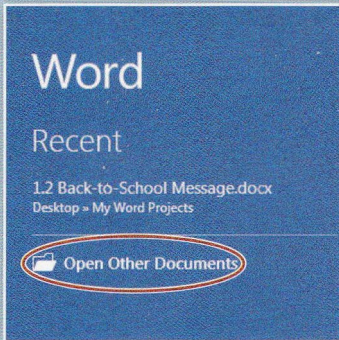 Word
Recent
1.2 Back-to-School Message.docx
Desktop » My Word Projects
Open Other Documents